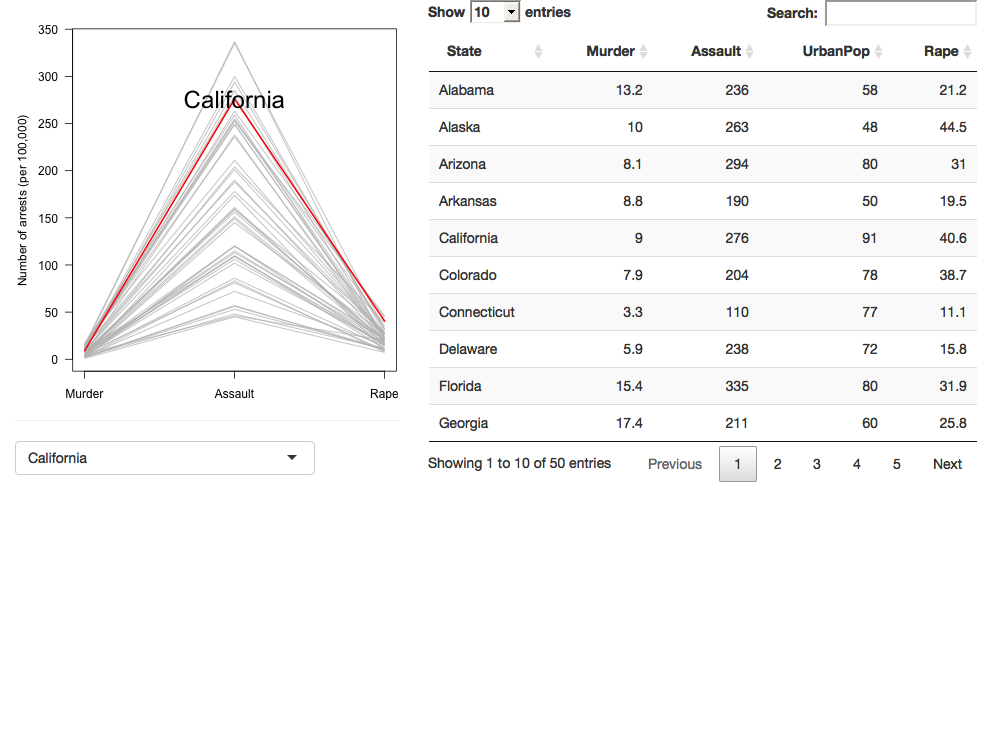 Number of arrests (per 100,000)
350
300
250
200
150
100
50
0
California
Murder Assault Rape
California
Show 10 entries Search:
State Murder Assault UrbanPop Rape
Alabama 13.2 236 58 21.2
Alaska 10 263 48 44.5
Arizona 8.1 294 80 31
Arkansas 8.8 190 50 19.5
California 9 276 91 40.6
Colorado 7.9 204 78 38.7
Connecticut 3.3 110 77 11.1
Delaware 5.9 238 72 15.8
Florida 15.4 335 80 31.9
Georgia 17.4 211 60 25.8
Showing 1 to 10 of 50 entries Previous 1 2 3 4 5 Next